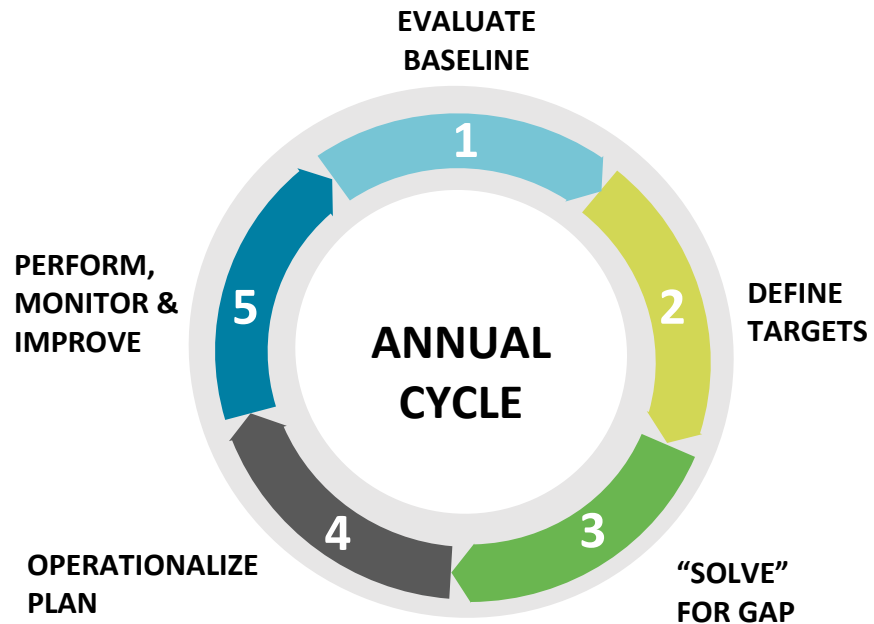 EVALUATE
BASELINE
1
2
DEFINE
TARGETS
3
“SOLVE”
FOR GAP
4
OPERATIONALIZE
PLAN
5
PERFORM,
MONITOR &
IMPROVE
ANNUAL
CYCLE